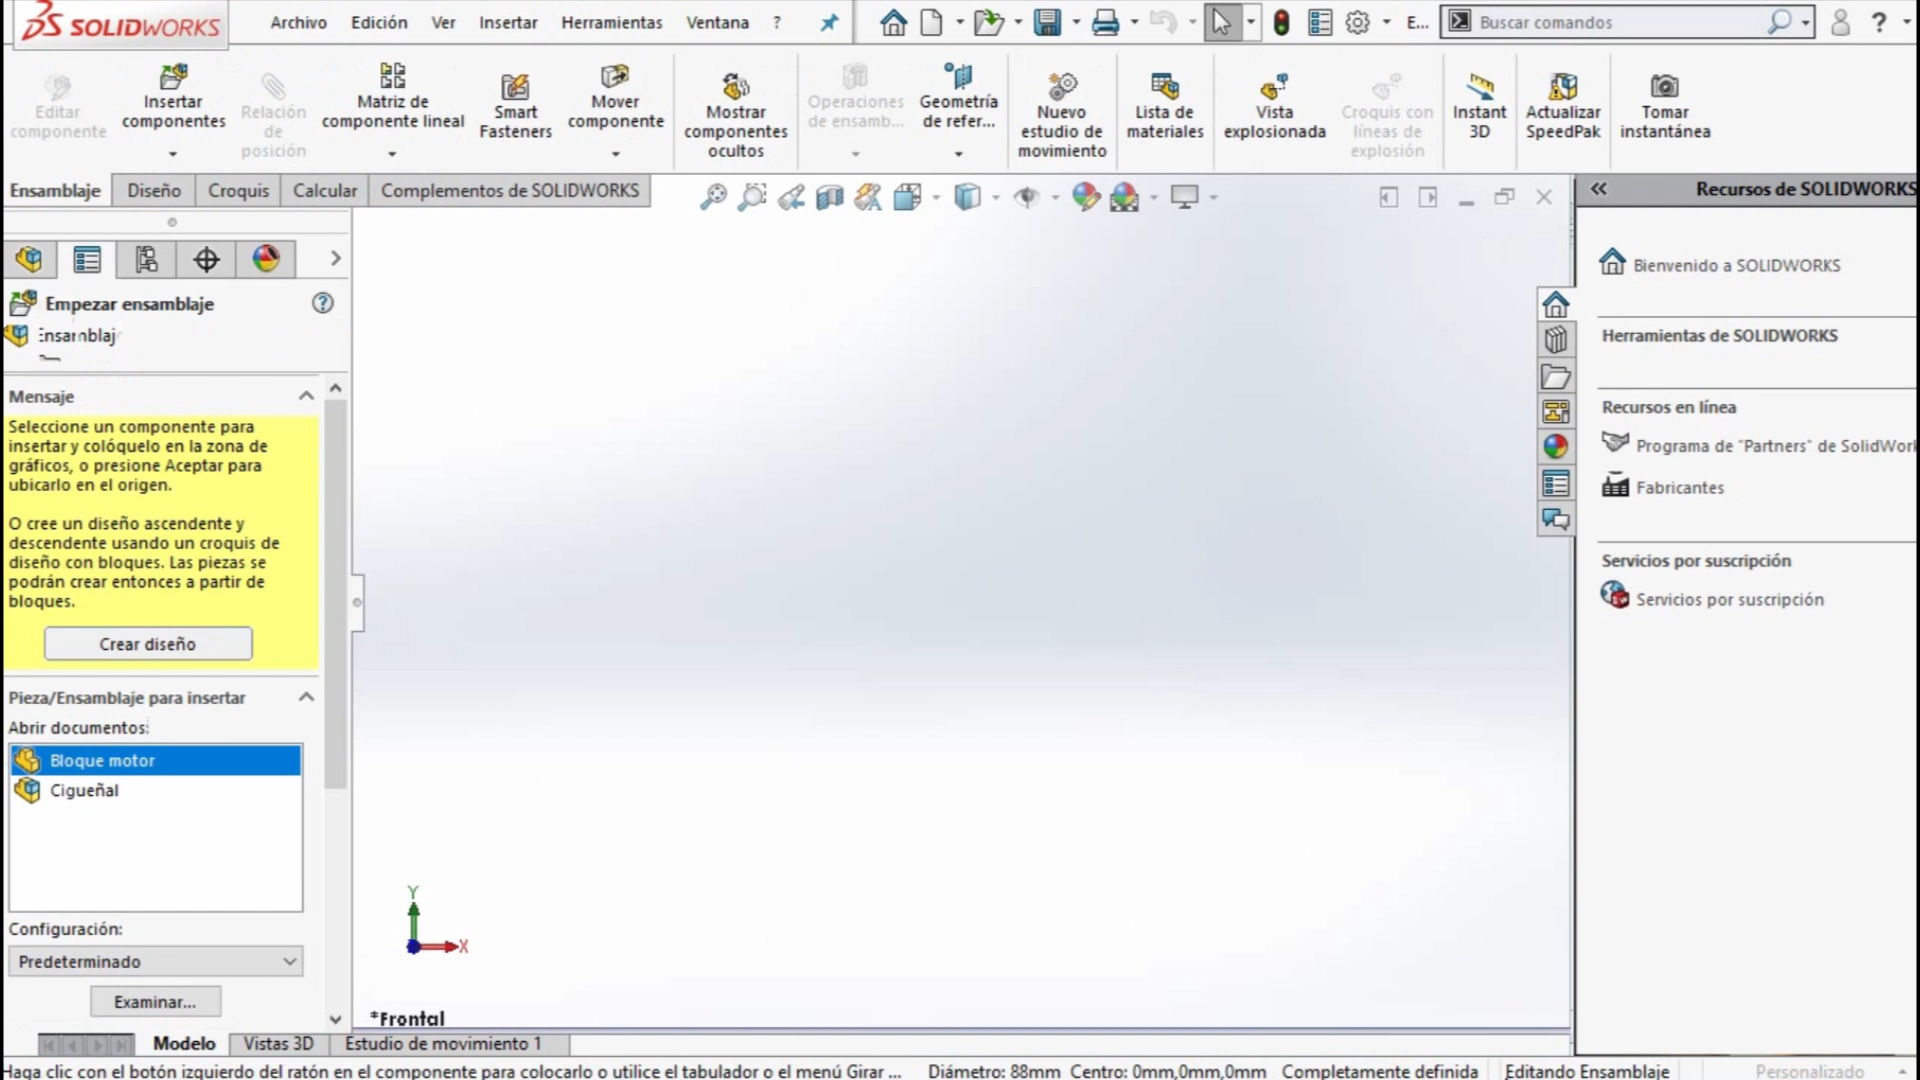 SOLIDWORKS
Archivo Edición Ver Insertar Herramientas Ventana ?
E... Buscar comandos ?
Editar componente
Insertar componentes
Relación de posición
Matriz de componente lineal
Smart Fasteners
Mover componente
Mostrar componentes ocultos
Operaciones de ensamb...
Geometría de refer...
Nuevo estudio de movimiento
Lista de materiales
Vista explosionada
Croquis con líneas de explosión
Instant 3D
Actualizar SpeedPak
Tomar instantánea
Ensamblaje Diseño Croquis Calcular Complementos de SOLIDWORKS
Empezar ensamblaje
Mensaje
Seleccione un componente para
insertar y colóquelo en la zona de
gráficos, o presione Aceptar para
ubicarlo en el origen.
O cree un diseño ascendente y
descendente usando un croquis de
diseño con bloques. Las piezas se
podrán crear entonces a partir de
bloques.
Crear diseño
Pieza/Ensamblaje para insertar
Abrir documentos:
Bloque motor
Cigueñal
Configuración:
Predeterminado
Examinar...
Y
X
*Frontal
Modelo Vistas 3D Estudio de movimiento 1
Haga clic con el botón izquierdo del ratón en el componente para colocarlo o utilice el tabulador o el menú Girar ... Diámetro: 88mm Centro: 0mm,0mm,0mm Completamente definida Editando Ensamblaje Personalizado
Recursos de SOLIDWORKS
Bienvenido a SOLIDWORKS
Herramientas de SOLIDWORKS
Recursos en línea
Programa de "Partners" de SolidWork
Fabricantes
Servicios por suscripción
Servicios por suscripción